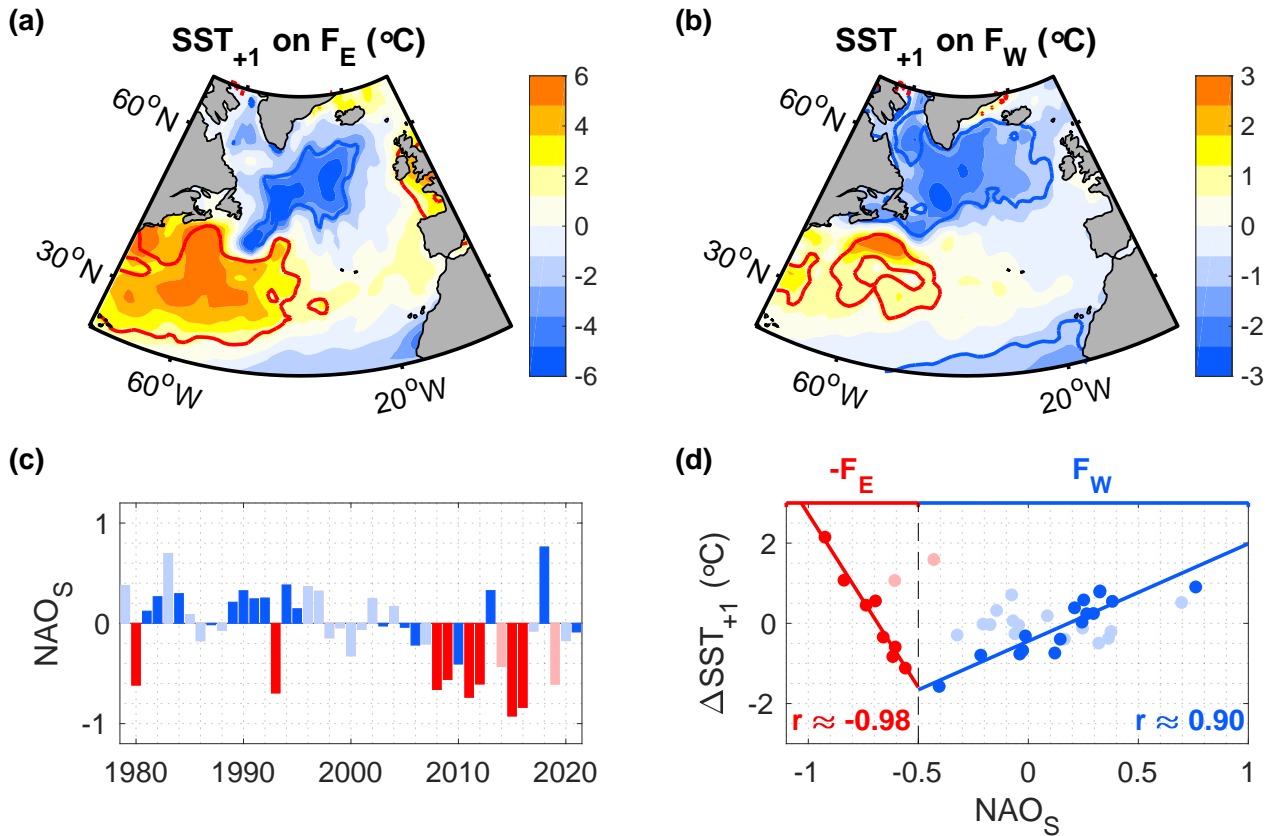 (a)
SST+1 on FE (°C)
60°N
30°N
60°W
20°W
6
4
2
0
-2
-4
-6
(b)
SST+1 on FW (°C)
60°N
30°N
60°W
20°W
3
2
1
0
-1
-2
-3
(c)
NAOS
1
0
-1
1980
1990
2000
2010
2020
(d)
-FE
FW
ΔSST+1 (°C)
2
0
-2
r ≈ -0.98
r ≈ 0.90
-1
-0.5
0
0.5
1
NAOS